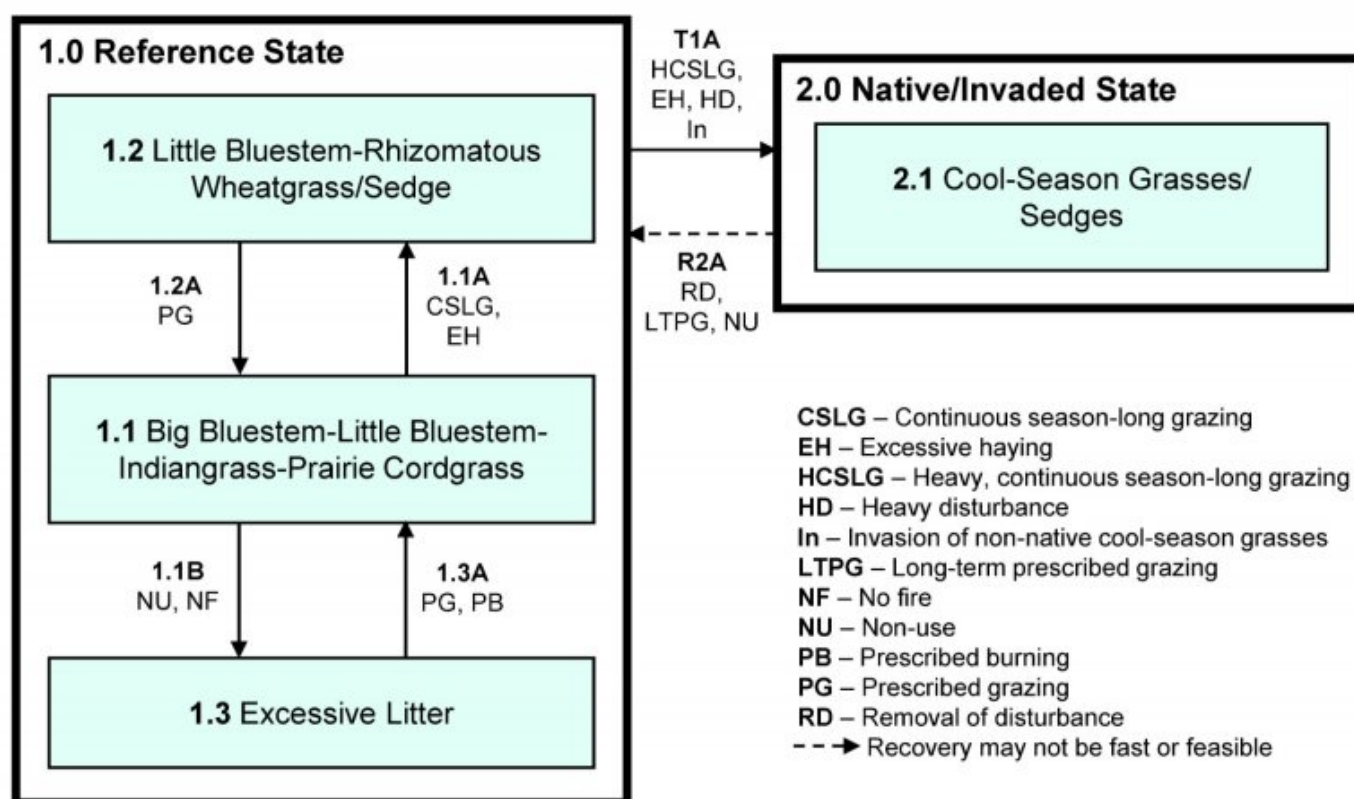 1.0 Reference State
1.2 Little Bluestem-Rhizomatous
Wheatgrass/Sedge
1.2A
PG
1.1A
CSLG,
EH
1.1 Big Bluestem-Little Bluestem-
Indiangrass-Prairie Cordgrass
1.1B
NU, NF
1.3A
PG, PB
1.3 Excessive Litter
T1A
HCSLG,
EH, HD,
In
R2A
RD,
LTPG, NU
2.0 Native/Invaded State
2.1 Cool-Season Grasses/
Sedges
CSLG – Continuous season-long grazing
EH – Excessive haying
HCSLG – Heavy, continuous season-long grazing
HD – Heavy disturbance
In – Invasion of non-native cool-season grasses
LTPG – Long-term prescribed grazing
NF – No fire
NU – Non-use
PB – Prescribed burning
PG – Prescribed grazing
RD – Removal of disturbance
Recovery may not be fast or feasible